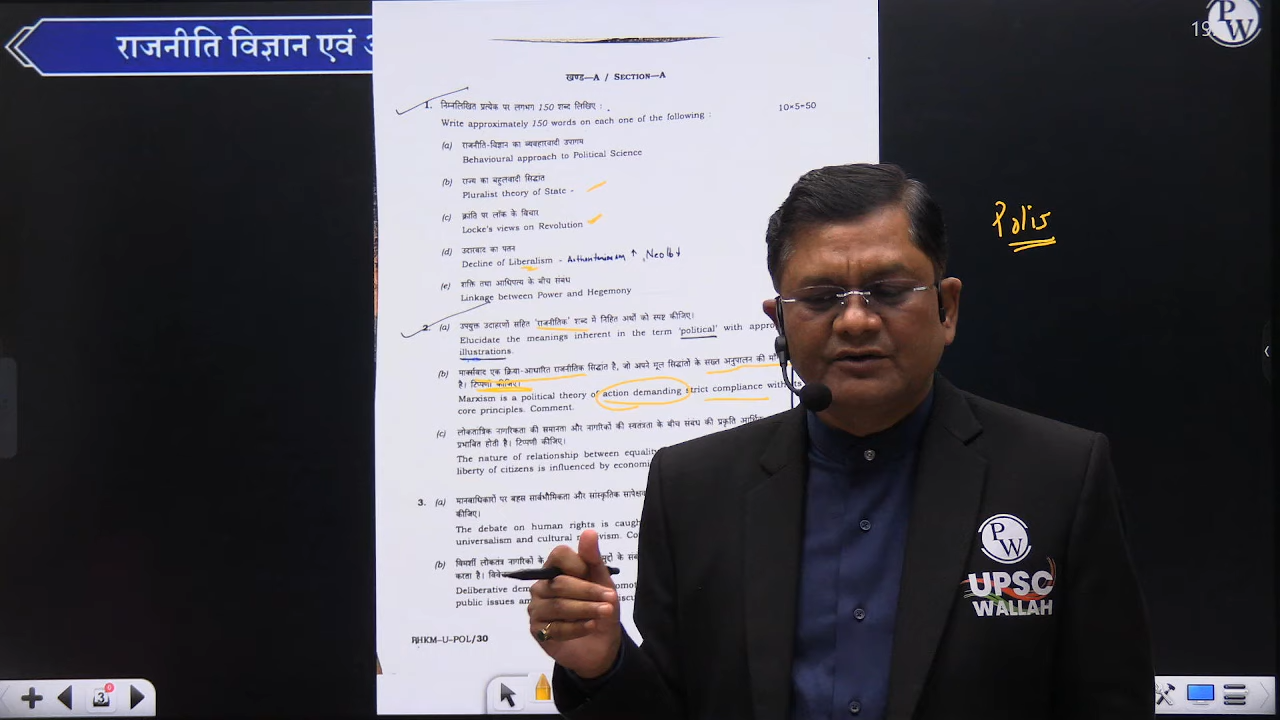 राजनीति विज्ञान एवं
PW
19
खण्ड—A / SECTION—A
1. निम्नलिखित प्रत्येक पर लगभग 150 शब्द लिखिए :
10×5=50
Write approximately 150 words on each one of the following :
(a) राजनीति-विज्ञान का व्यवहारवादी उपागम
Behavioural approach to Political Science
(b) राज्य का बहुलवादी सिद्धांत
Pluralist theory of State -
(c) क्रांति पर लॉक के विचार
Locke's views on Revolution
(d) उदारवाद का पतन
Decline of Liberalism -
(e) शक्ति तथा आधिपत्य के बीच संबंध
Linkage between Power and Hegemony
Polis
2. (a) उपयुक्त उदाहरणों सहित 'राजनीतिक' शब्द में निहित अर्थों को स्पष्ट कीजिए।
Elucidate the meanings inherent in the term 'political' with
illustrations.
(b) मार्क्सवाद एक क्रिया-आधारित राजनीतिक सिद्धांत है, जो अपने मूल सिद्धांतों के सख्त अनुपालन की
है। टिप्पणी कीजिए।
Marxism is a political theory of action demanding strict compliance with its
core principles. Comment.
(c) लोकतांत्रिक नागरिकता की समानता और नागरिकों की स्वतंत्रता के बीच संबंध की प्रकृति
प्रभावित होती है। टिप्पणी कीजिए।
The nature of relationship between
liberty of citizens is influenced by
3. (a) मानवाधिकारों पर बहस सार्वभौमिकता और सांस्कृतिक
कीजिए।
The debate on human rights is
universalism and cultural
(b) विमर्शी लोकतंत्र नागरिकों के
करता है।
Deliberative
public issues
RHKM-U-POL/30
PW
UPSC
WALLAH
3